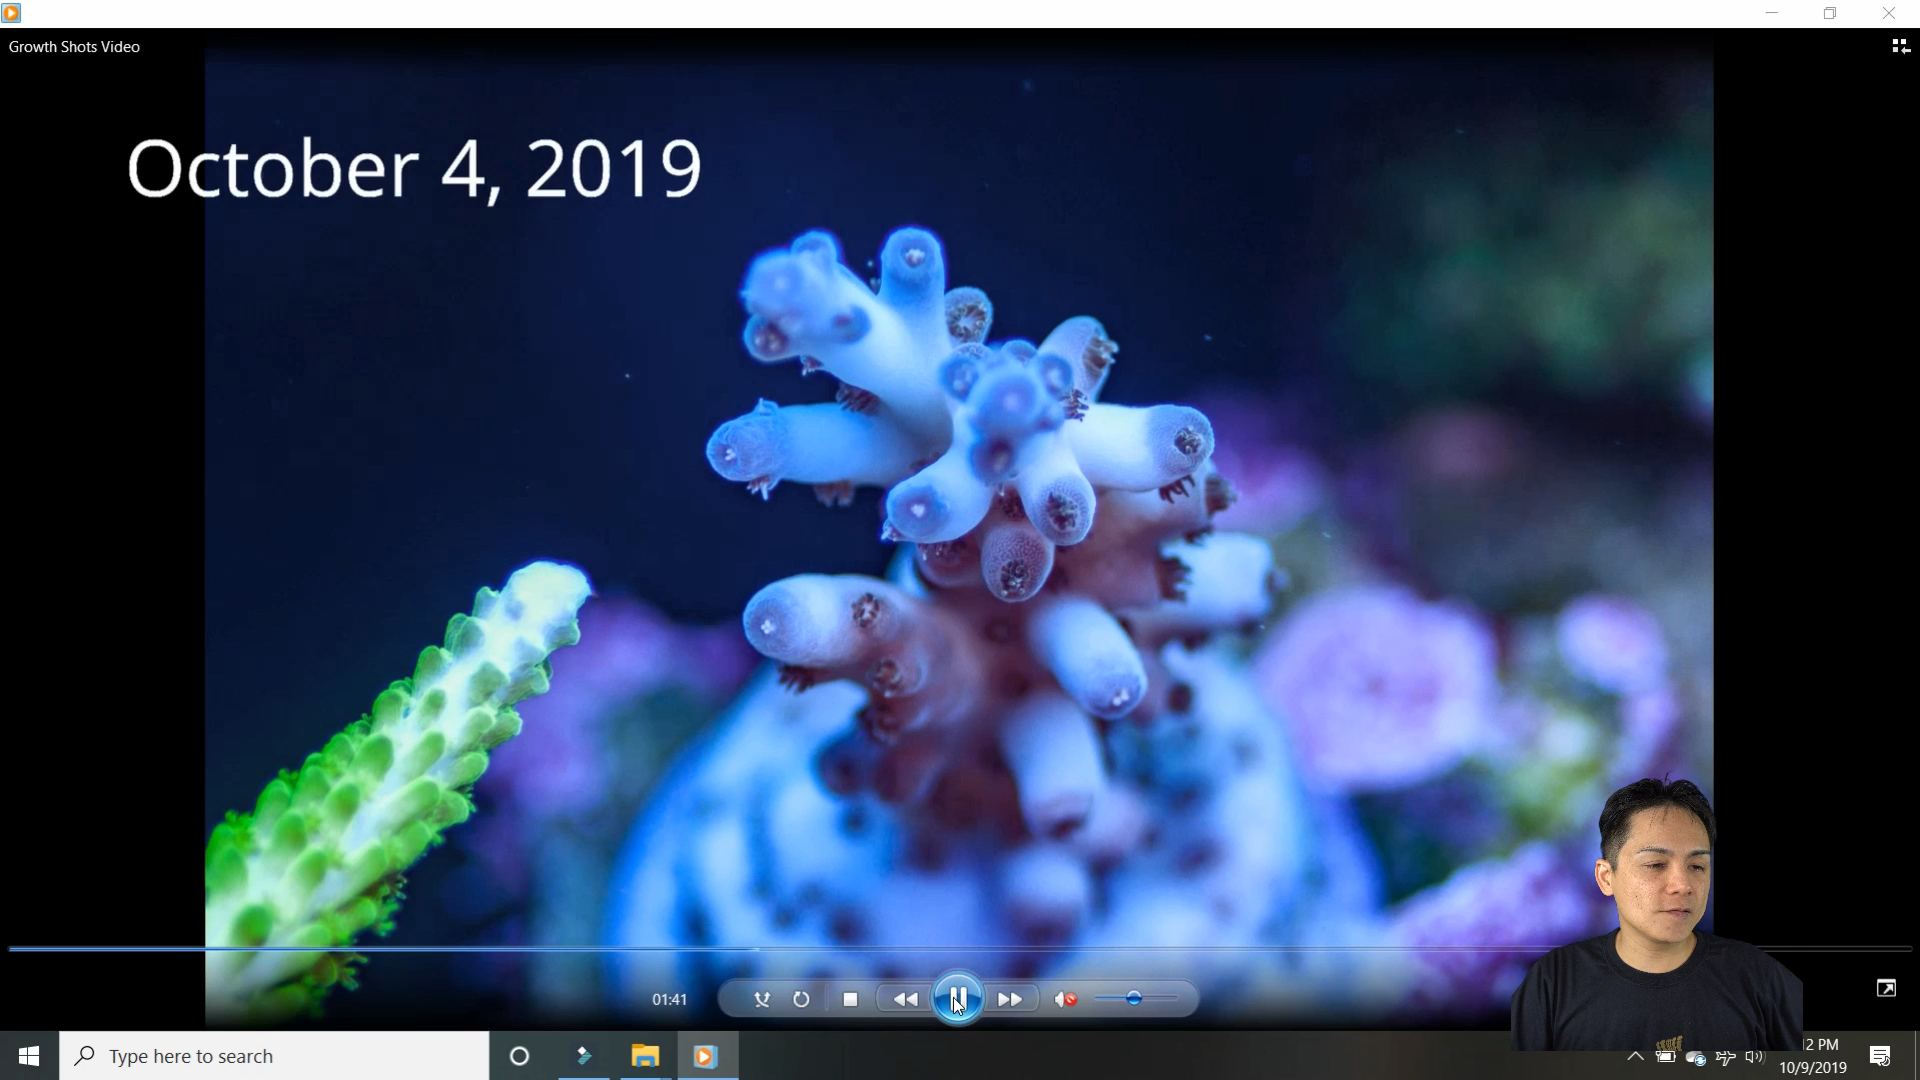 Growth Shots Video
October 4, 2019
01:41
Type here to search
2 PM
10/9/2019